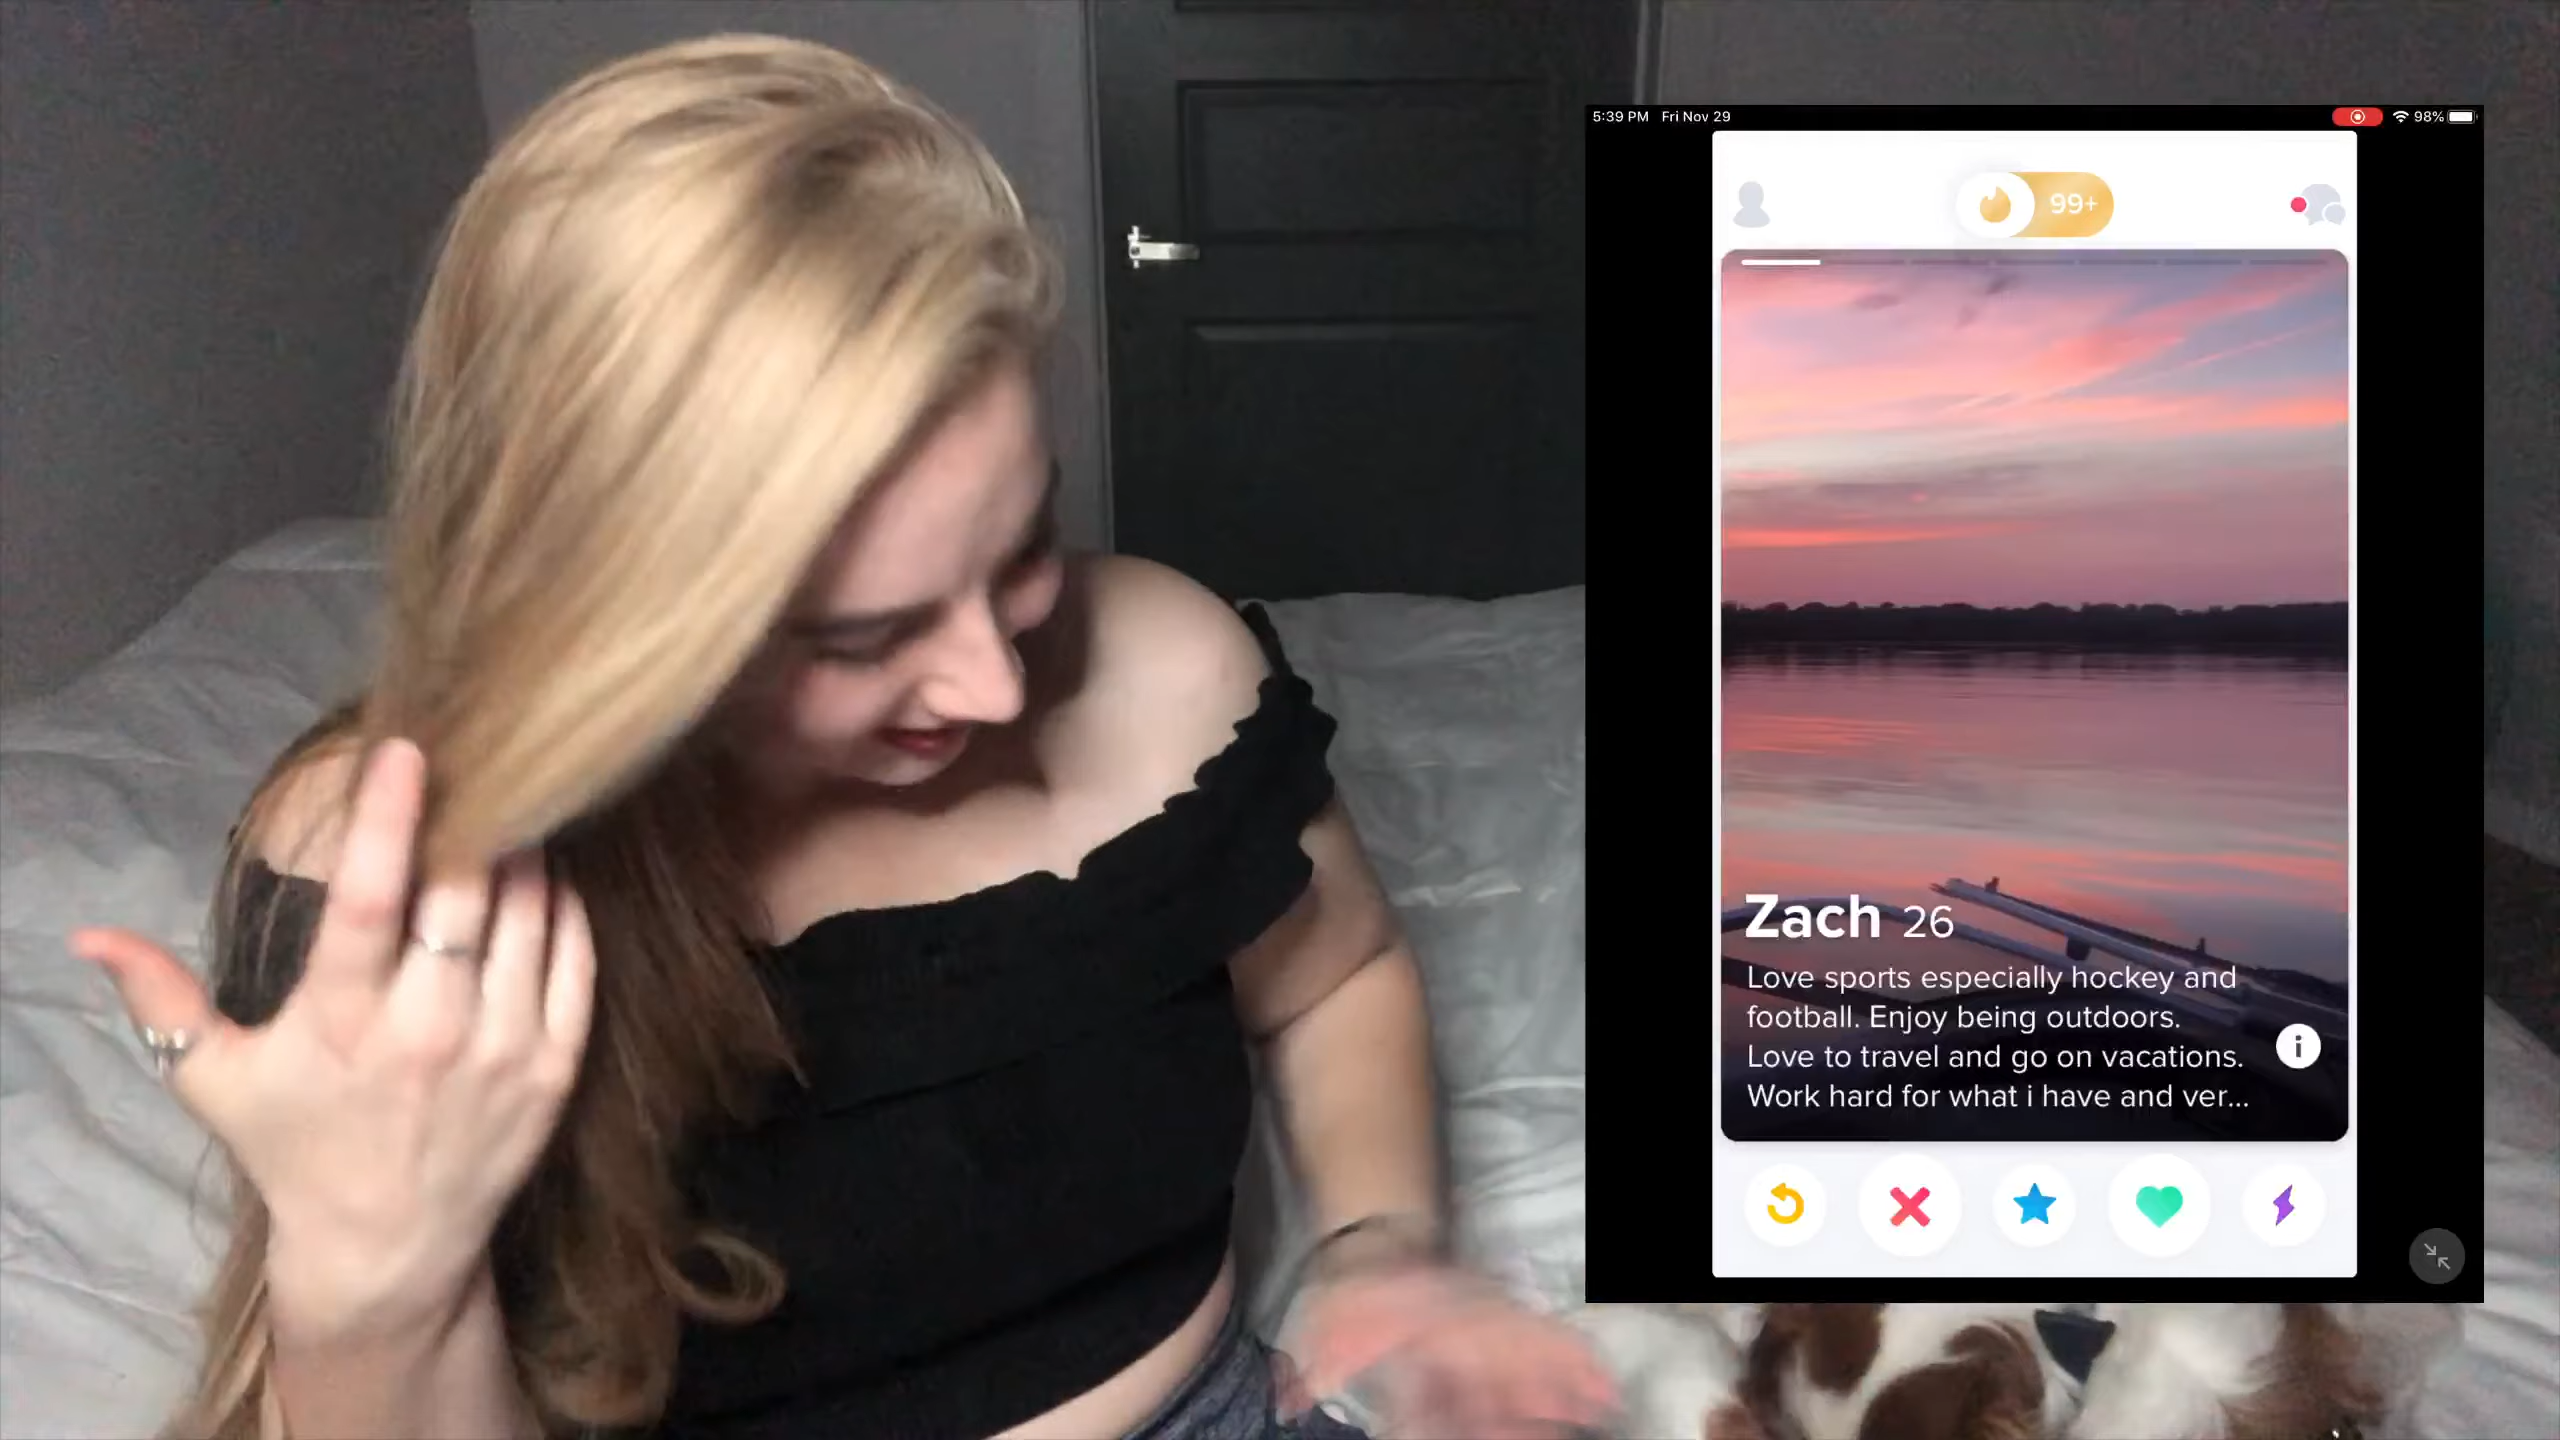 5:39 PM Fri Nov 29
98%
99+
Zach 26
Love sports especially hockey and
football. Enjoy being outdoors.
Love to travel and go on vacations.
Work hard for what i have and ver...